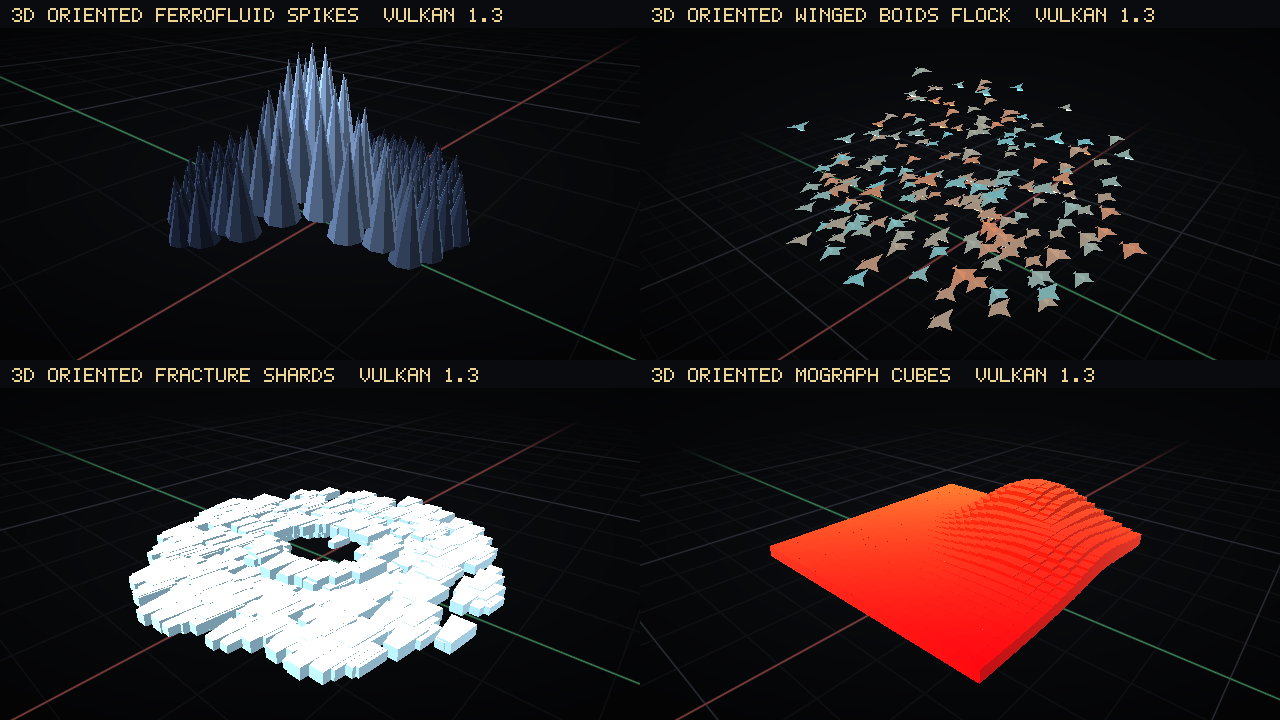 3D ORIENTED FERROFLUID SPIKES  VULKAN 1.3
3D ORIENTED WINGED BOIDS FLOCK  VULKAN 1.3
3D ORIENTED FRACTURE SHARDS  VULKAN 1.3
3D ORIENTED MOGRAPH CUBES  VULKAN 1.3